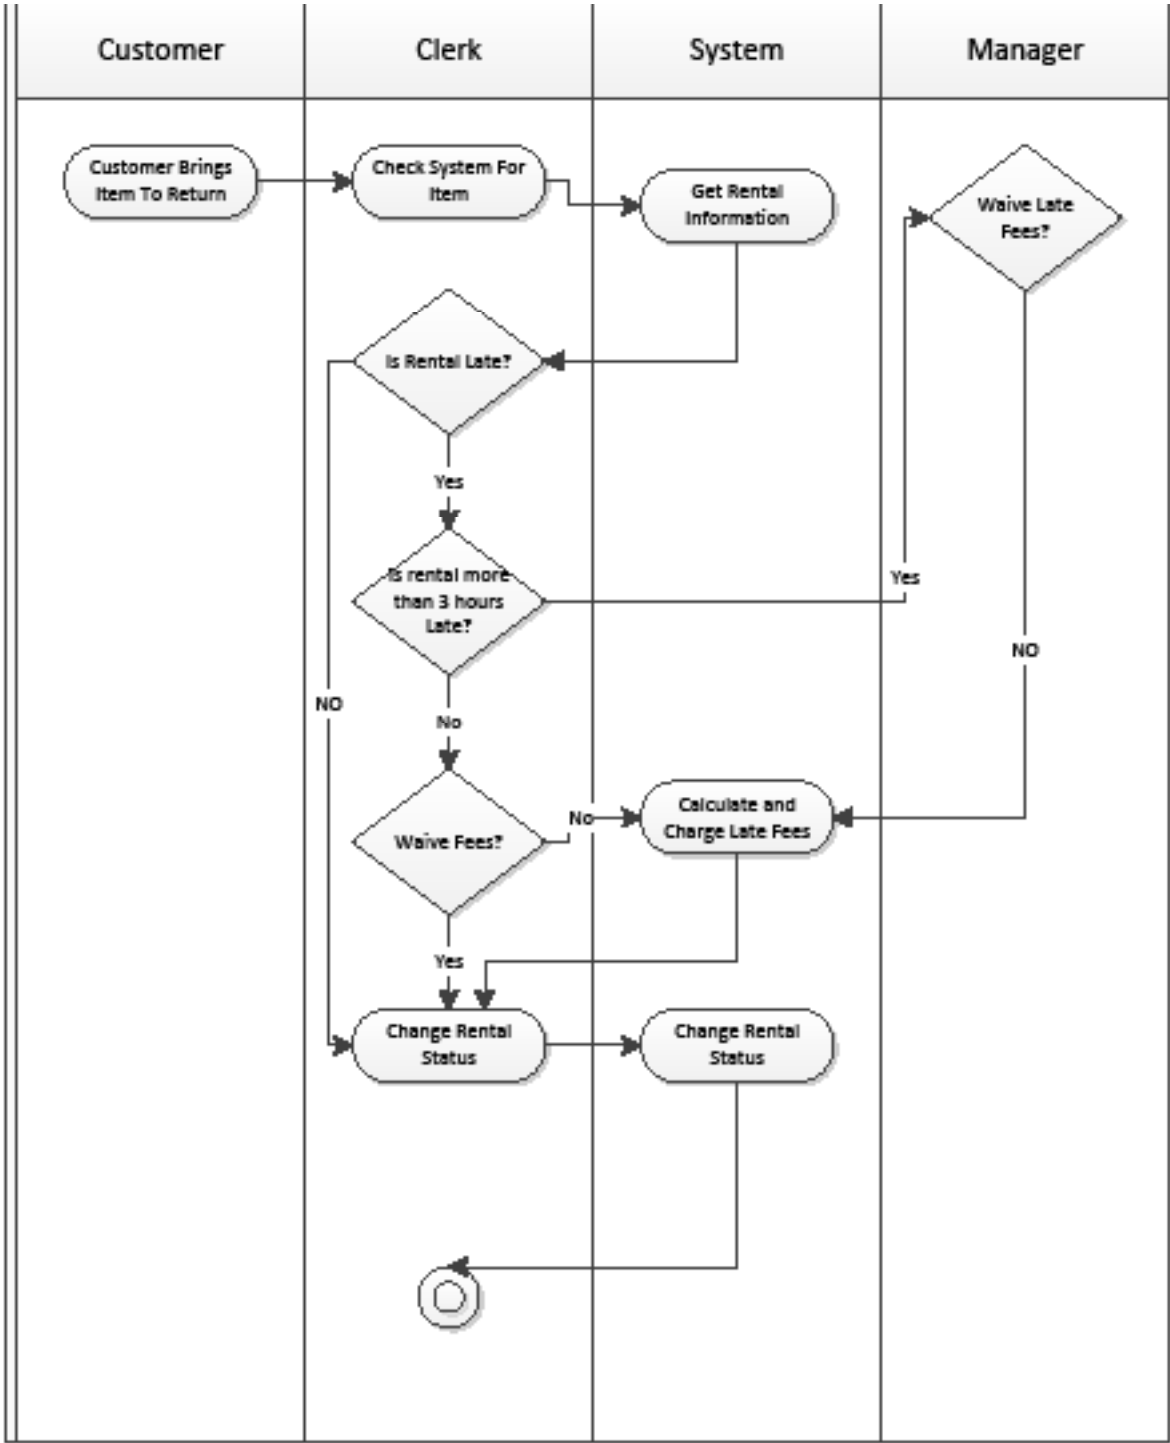 Customer
Clerk
System
Manager
Customer Brings
Item To Return
Check System For
Item
Get Rental
Information
Waive Late
Fees?
Is Rental Late?
Yes
Is rental more
than 3 hours
Late?
Yes
NO
NO
No
Waive Fees?
No
Calculate and
Charge Late Fees
Yes
Change Rental
Status
Change Rental
Status